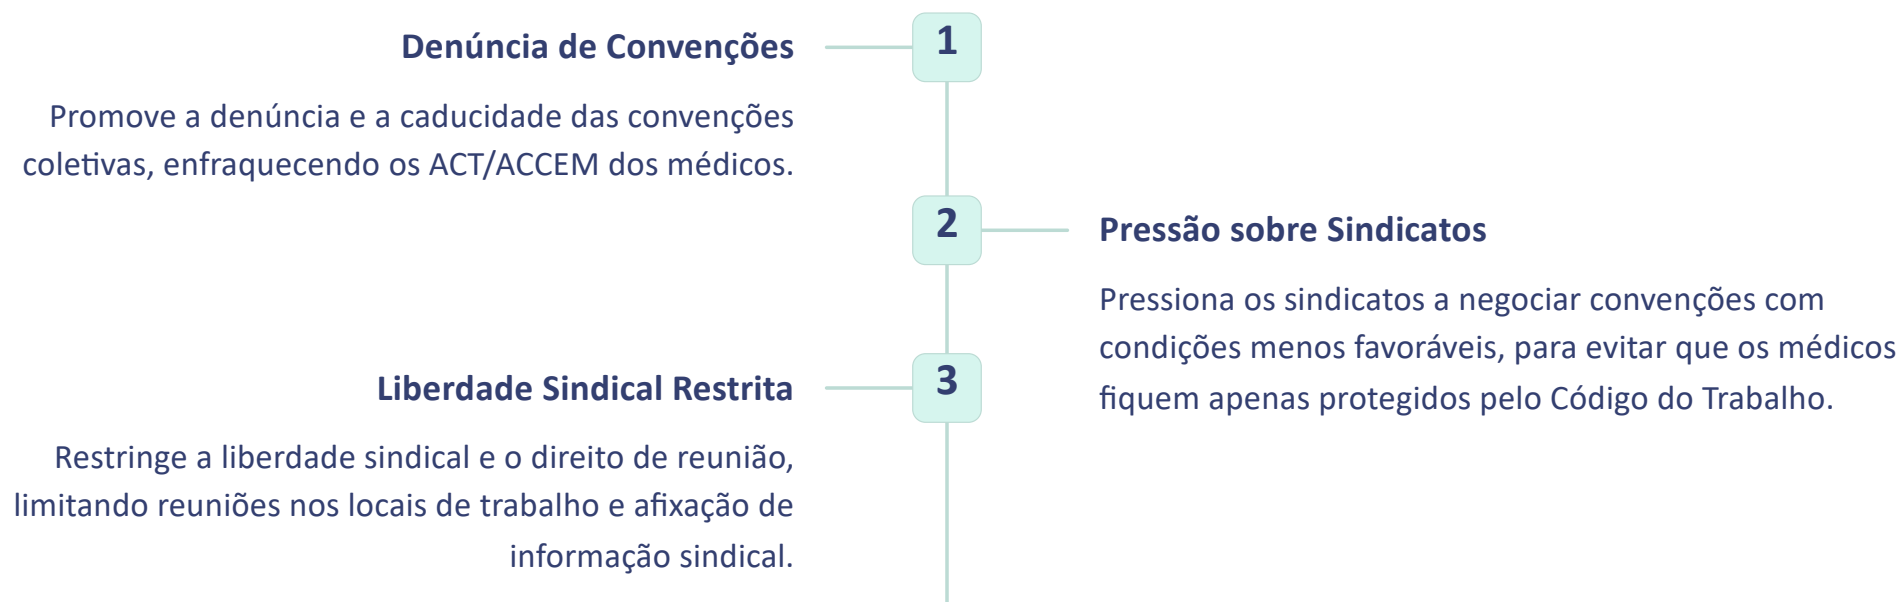 1
Denúncia de Convenções
Promove a denúncia e a caducidade das convenções
coletivas, enfraquecendo os ACT/ACCEM dos médicos.
2
Pressão sobre Sindicatos
Pressiona os sindicatos a negociar convenções com
condições menos favoráveis, para evitar que os médicos
fiquem apenas protegidos pelo Código do Trabalho.
3
Liberdade Sindical Restrita
Restringe a liberdade sindical e o direito de reunião,
limitando reuniões nos locais de trabalho e afixação de
informação sindical.